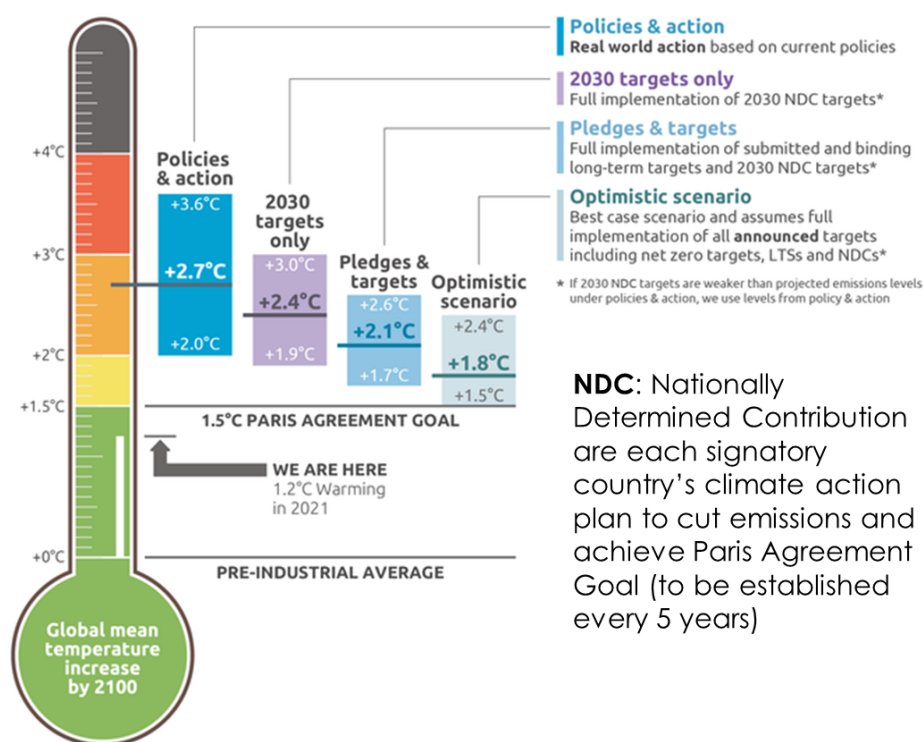 Policies & action
Real world action based on current policies
2030 targets only
Full implementation of 2030 NDC targets*
Pledges & targets
Full implementation of submitted and binding
long-term targets and 2030 NDC targets*
Optimistic scenario
Best case scenario and assumes full
implementation of all announced targets
including net zero targets, LTSs and NDCs*
* If 2030 NDC targets are weaker than projected emissions levels
under policies & action, we use levels from policy & action
+4°C
+3°C
+2°C
+1.5°C
+0°C
Policies
& action
+3.6°C
+2.7°C
+2.0°C
2030
targets
only
+3.0°C
+2.4°C
+1.9°C
Pledges &
targets
+2.6°C
+2.1°C
+1.7°C
Optimistic
scenario
+2.4°C
+1.8°C
+1.5°C
1.5°C PARIS AGREEMENT GOAL
WE ARE HERE
1.2°C Warming
in 2021
PRE-INDUSTRIAL AVERAGE
Global mean
temperature
increase
by 2100
NDC: Nationally
Determined Contribution
are each signatory
country's climate action
plan to cut emissions and
achieve Paris Agreement
Goal (to be established
every 5 years)